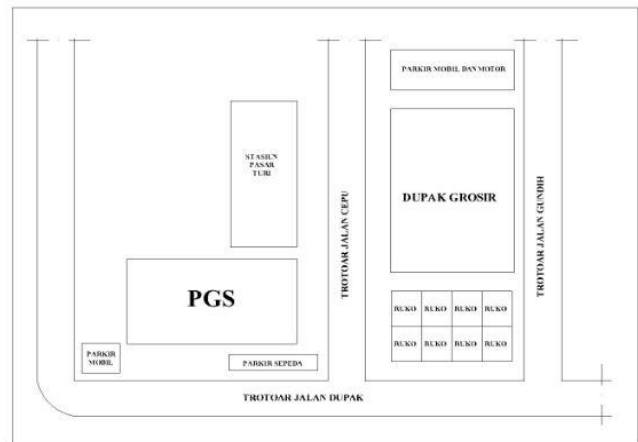 PARKIR MOBIL DAN MOTOR
STASIUN
PASAR
TURI
DUPAK GROSIR
TROTOAR JALAN CEPU
TROTOAR JALAN GUNDIH
PGS
RUKO RUKO RUKO RUKO
RUKO RUKO RUKO RUKO
PARKIR
MOBIL
PARKIR SEPEDA
TROTOAR JALAN DUPAK